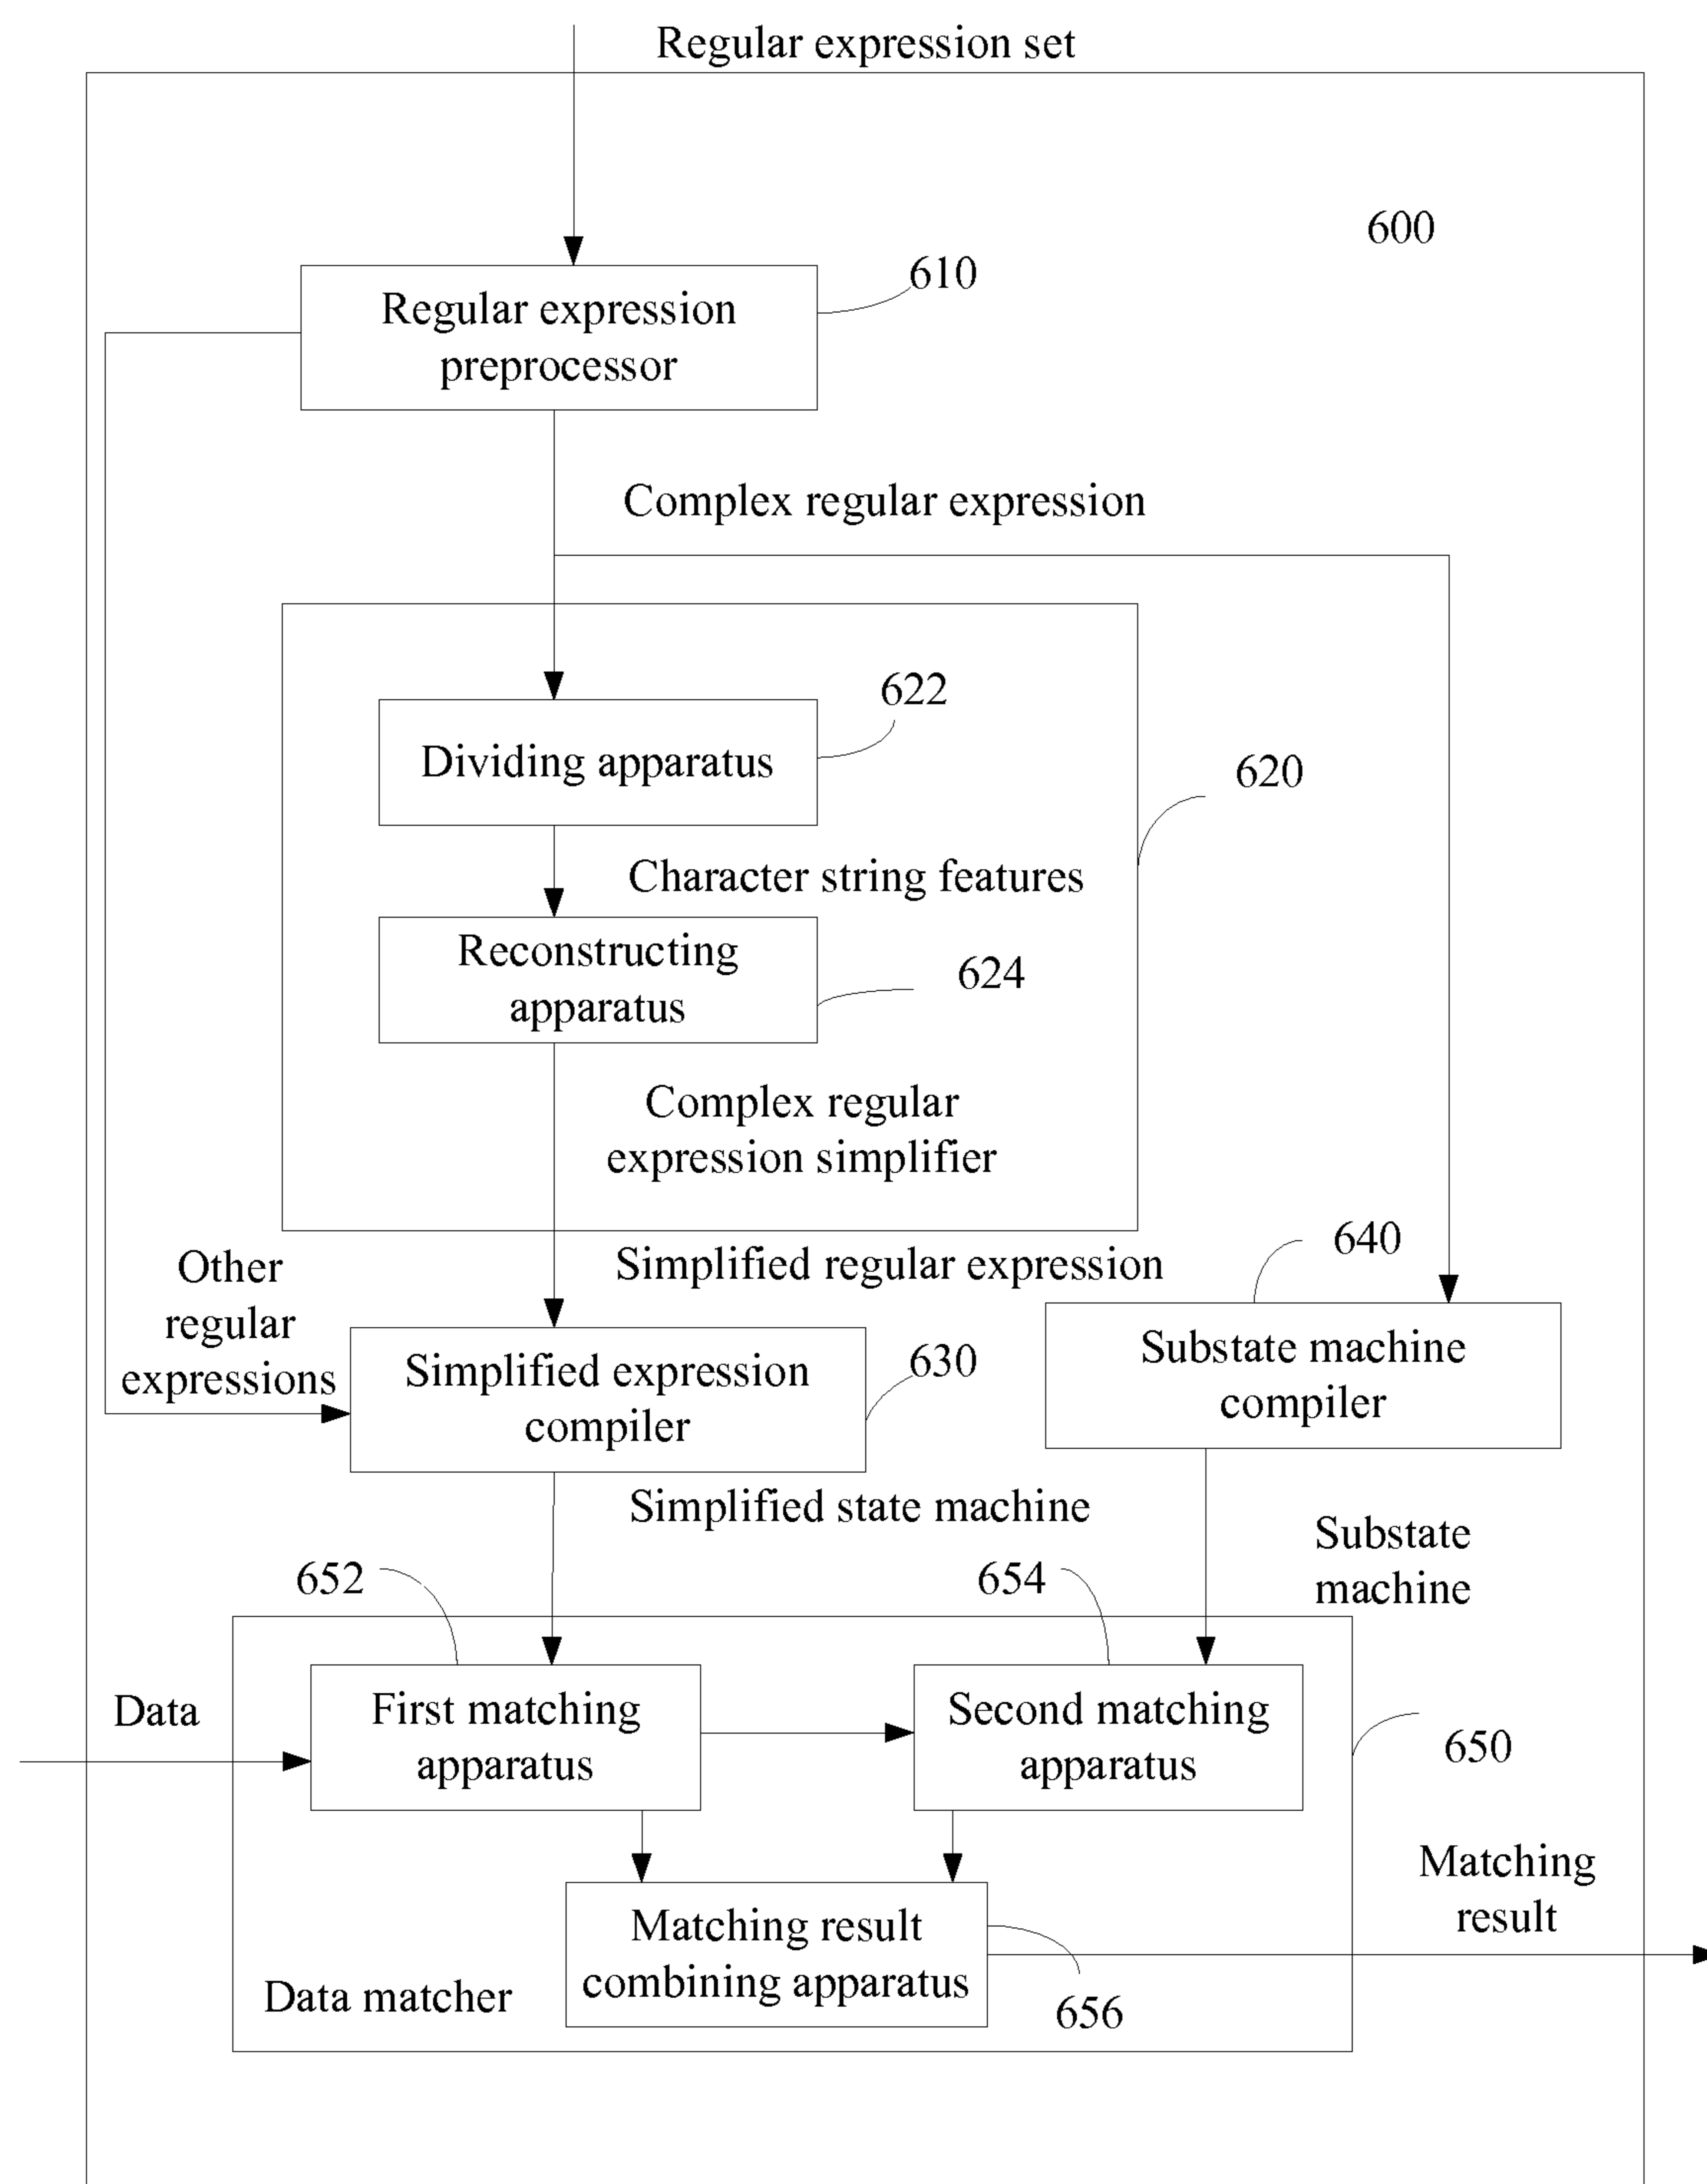 Regular expression set
600
610
Regular expression
preprocessor
Complex regular expression
622
Dividing apparatus
620
Character string features
Reconstructing
apparatus
624
Complex regular
expression simplifier
640
Other
regular
expressions
Simplified regular expression
Simplified expression
compiler
630
Substate machine
compiler
Simplified state machine
Substate
machine
652
654
Data
First matching
apparatus
Second matching
apparatus
650
Matching
result
Matching result
combining apparatus
Data matcher
656